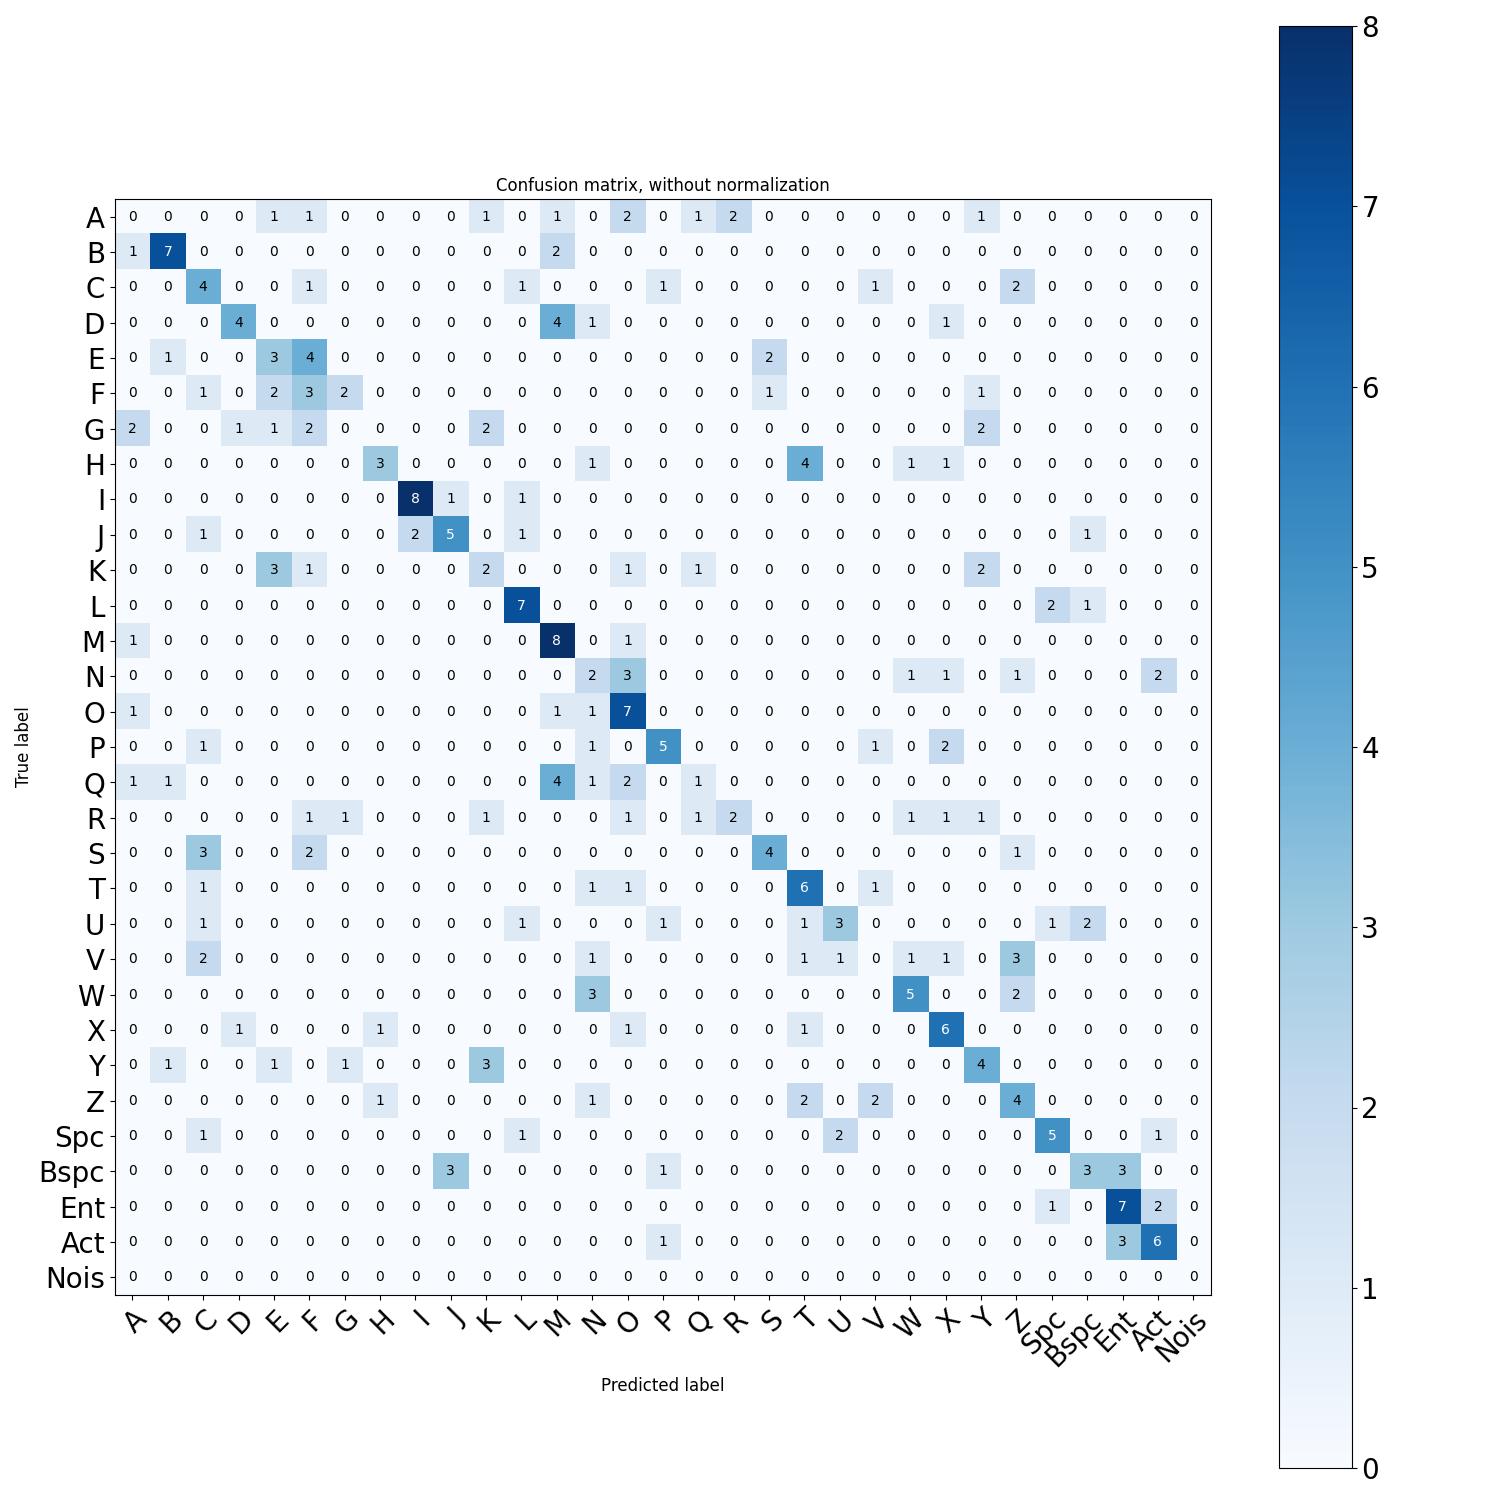 Confusion matrix, without normalization
A 0 0 0 0 1 1 0 0 0 0 1 0 1 0 2 0 1 2 0 0 0 0 0 0 1 0 0 0 0 0 0
B 1 7 0 0 0 0 0 0 0 0 0 0 2 0 0 0 0 0 0 0 0 0 0 0 0 0 0 0 0 0 0
C 0 0 4 0 0 1 0 0 0 0 0 1 0 0 0 1 0 0 0 0 0 1 0 0 0 2 0 0 0 0 0
D 0 0 0 4 0 0 0 0 0 0 0 0 4 1 0 0 0 0 0 0 0 0 0 1 0 0 0 0 0 0 0
E 0 1 0 0 3 4 0 0 0 0 0 0 0 0 0 0 0 0 2 0 0 0 0 0 0 0 0 0 0 0 0
F 0 0 1 0 2 3 2 0 0 0 0 0 0 0 0 0 0 0 1 0 0 0 0 0 1 0 0 0 0 0 0
G 2 0 0 1 1 2 0 0 0 0 2 0 0 0 0 0 0 0 0 0 0 0 0 0 2 0 0 0 0 0 0
H 0 0 0 0 0 0 0 3 0 0 0 0 0 1 0 0 0 0 0 4 0 0 1 1 0 0 0 0 0 0 0
I 0 0 0 0 0 0 0 0 8 1 0 1 0 0 0 0 0 0 0 0 0 0 0 0 0 0 0 0 0 0 0
J 0 0 1 0 0 0 0 0 2 5 0 1 0 0 0 0 0 0 0 0 0 0 0 0 0 0 0 1 0 0 0
K 0 0 0 0 3 1 0 0 0 0 2 0 0 0 1 0 1 0 0 0 0 0 0 0 2 0 0 0 0 0 0
L 0 0 0 0 0 0 0 0 0 0 0 7 0 0 0 0 0 0 0 0 0 0 0 0 0 0 2 1 0 0 0
M 1 0 0 0 0 0 0 0 0 0 0 0 8 0 1 0 0 0 0 0 0 0 0 0 0 0 0 0 0 0 0
N 0 0 0 0 0 0 0 0 0 0 0 0 0 2 3 0 0 0 0 0 0 0 1 1 0 1 0 0 0 2 0
O 1 0 0 0 0 0 0 0 0 0 0 0 1 1 7 0 0 0 0 0 0 0 0 0 0 0 0 0 0 0 0
P 0 0 1 0 0 0 0 0 0 0 0 0 0 1 0 5 0 0 0 0 0 1 0 2 0 0 0 0 0 0 0
Q 1 1 0 0 0 0 0 0 0 0 0 0 4 1 2 0 1 0 0 0 0 0 0 0 0 0 0 0 0 0 0
R 0 0 0 0 0 1 1 0 0 0 1 0 0 0 1 0 1 2 0 0 0 0 1 1 1 0 0 0 0 0 0
S 0 0 3 0 0 2 0 0 0 0 0 0 0 0 0 0 0 0 4 0 0 0 0 0 0 1 0 0 0 0 0
T 0 0 1 0 0 0 0 0 0 0 0 0 0 1 1 0 0 0 0 6 0 1 0 0 0 0 0 0 0 0 0
U 0 0 1 0 0 0 0 0 0 0 0 1 0 0 0 1 0 0 0 1 3 0 0 0 0 0 1 2 0 0 0
V 0 0 2 0 0 0 0 0 0 0 0 0 0 1 0 0 0 0 0 1 1 0 1 1 0 3 0 0 0 0 0
W 0 0 0 0 0 0 0 0 0 0 0 0 0 3 0 0 0 0 0 0 0 0 5 0 0 2 0 0 0 0 0
X 0 0 0 1 0 0 0 1 0 0 0 0 0 0 1 0 0 0 0 1 0 0 0 6 0 0 0 0 0 0 0
Y 0 1 0 0 1 0 1 0 0 0 3 0 0 0 0 0 0 0 0 0 0 0 0 0 4 0 0 0 0 0 0
Z 0 0 0 0 0 0 0 1 0 0 0 0 0 1 0 0 0 0 0 2 0 2 0 0 0 4 0 0 0 0 0
Spc 0 0 1 0 0 0 0 0 0 0 0 1 0 0 0 0 0 0 0 0 2 0 0 0 0 0 5 0 0 1 0
Bspc 0 0 0 0 0 0 0 0 0 3 0 0 0 0 0 1 0 0 0 0 0 0 0 0 0 0 0 3 3 0 0
Ent 0 0 0 0 0 0 0 0 0 0 0 0 0 0 0 0 0 0 0 0 0 0 0 0 0 0 1 0 7 2 0
Act 0 0 0 0 0 0 0 0 0 0 0 0 0 0 0 1 0 0 0 0 0 0 0 0 0 0 0 0 3 6 0
Nois 0 0 0 0 0 0 0 0 0 0 0 0 0 0 0 0 0 0 0 0 0 0 0 0 0 0 0 0 0 0 0
A B C D E F G H I J K L M N O P Q R S T U V W X Y Z Spc Bspc Ent Act Nois
Predicted label
True label
8
7
6
5
4
3
2
1
0